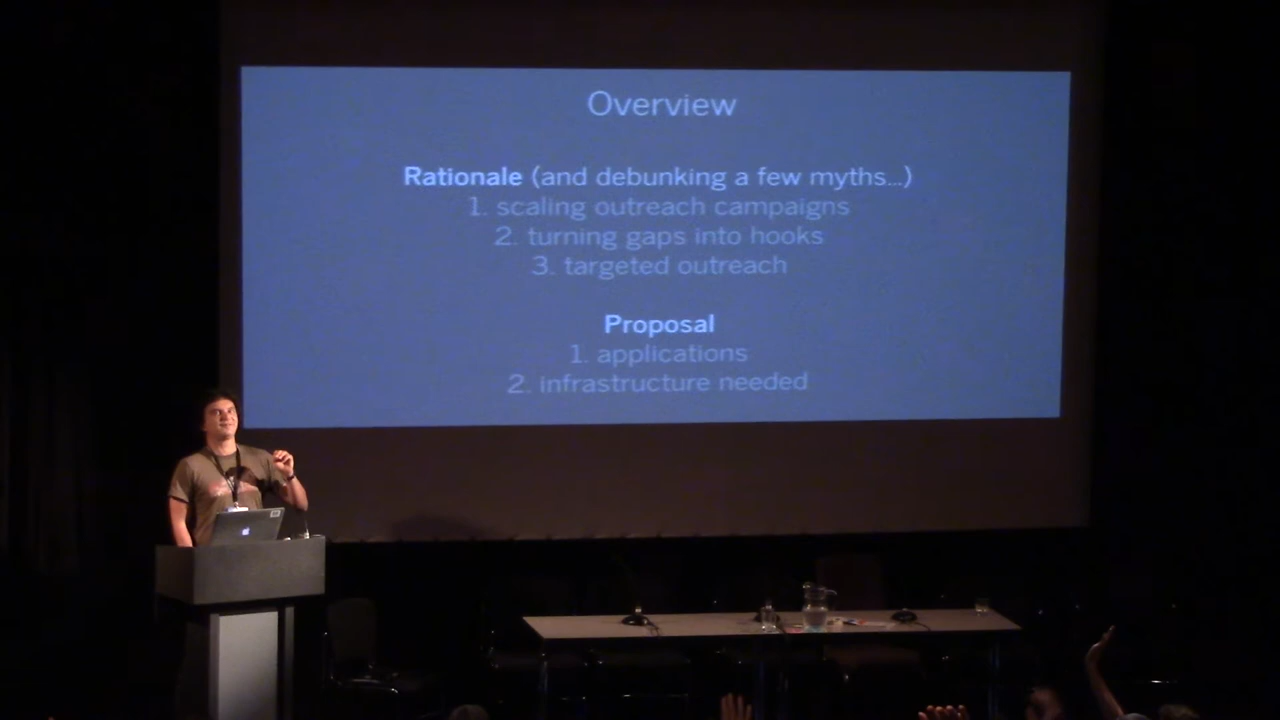 Overview
Rationale (and debunking a few myths...)
1. scaling outreach campaigns
2. turning gaps into hooks
3. targeted outreach
Proposal
1. applications
2. infrastructure needed